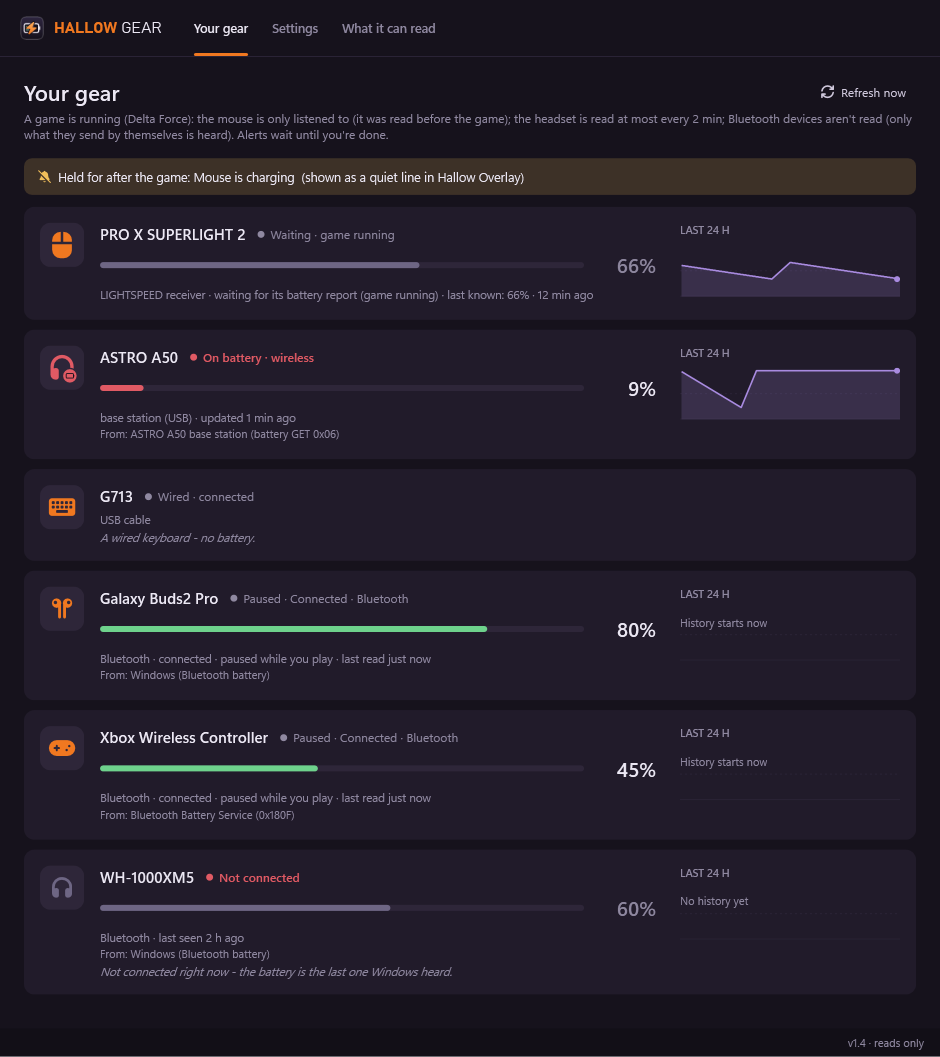 HALLOW GEAR
Your gear
Settings
What it can read
Your gear
Refresh now
A game is running (Delta Force): the mouse is only listened to (it was read before the game); the headset is read at most every 2 min; Bluetooth devices aren't read (only
what they send by themselves is heard). Alerts wait until you're done.
Held for after the game: Mouse is charging (shown as a quiet line in Hallow Overlay)
PRO X SUPERLIGHT 2
Waiting · game running
66%
LIGHTSPEED receiver · waiting for its battery report (game running) · last known: 66% · 12 min ago
LAST 24 H
ASTRO A50
On battery · wireless
9%
base station (USB) · updated 1 min ago
From: ASTRO A50 base station (battery GET 0x06)
LAST 24 H
G713
Wired · connected
USB cable
A wired keyboard - no battery.
Galaxy Buds2 Pro
Paused · Connected · Bluetooth
80%
Bluetooth · connected · paused while you play · last read just now
From: Windows (Bluetooth battery)
LAST 24 H
History starts now
Xbox Wireless Controller
Paused · Connected · Bluetooth
45%
Bluetooth · connected · paused while you play · last read just now
From: Bluetooth Battery Service (0x180F)
LAST 24 H
History starts now
WH-1000XM5
Not connected
60%
Bluetooth · last seen 2 h ago
From: Windows (Bluetooth battery)
Not connected right now - the battery is the last one Windows heard.
LAST 24 H
No history yet
v1.4 · reads only